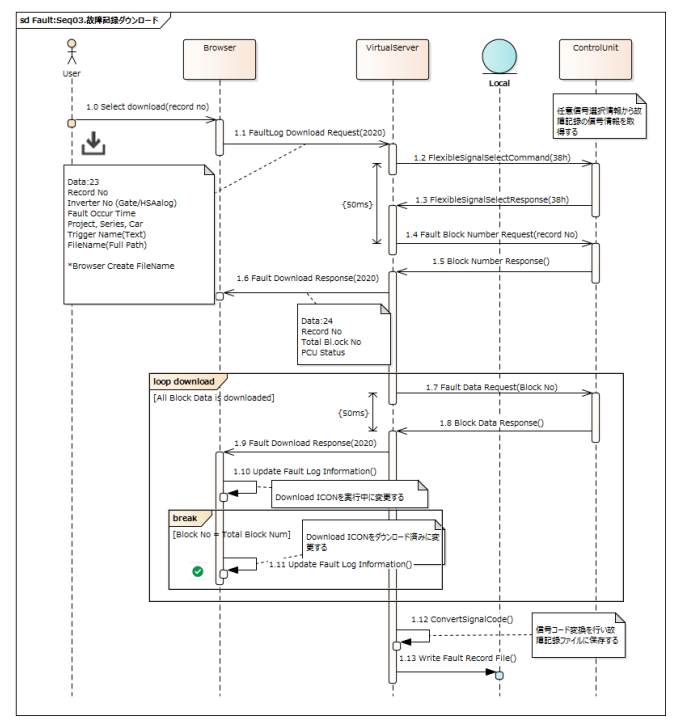 sd Fault:Seq03.故障記録ダウンロード
User
Browser
VirtualServer
Local
ControlUnit
1.0 Select download(record no)
任意信号選択情報から故
障記録の信号情報を取
得する
1.1 FaultLog Download Request(2020)
1.2 FlexibleSignalSelectCommand(38h)
Data:23
Record No
Inverter No (Gate/HSAalog)
Fault Occur Time
Project, Series, Car
Trigger Name(Text)
FileName(Full Path)
*Browser Create FileName
{50ms}
1.3 FlexibleSignalSelectResponse(38h)
1.4 Fault Block Number Request(record No)
1.5 Block Number Response()
1.6 Fault Download Response(2020)
Data:24
Record No
Total Bl.ock No
PCU Status
loop download
[All Block Data is downloaded]
1.7 Fault Data Request(Block No)
{50ms}
1.8 Block Data Response()
1.9 Fault Download Response(2020)
1.10 Update Fault Log Information()
Download ICONを実行中に変更する
break
[Block No = Total Block Num]
Download ICONをダウンロード済みに変
更する
1.11 Update Fault Log Information()
1.12 ConvertSignalCode()
信号コード変換を行い故
障記録ファイルに保存する
1.13 Write Fault Record File()